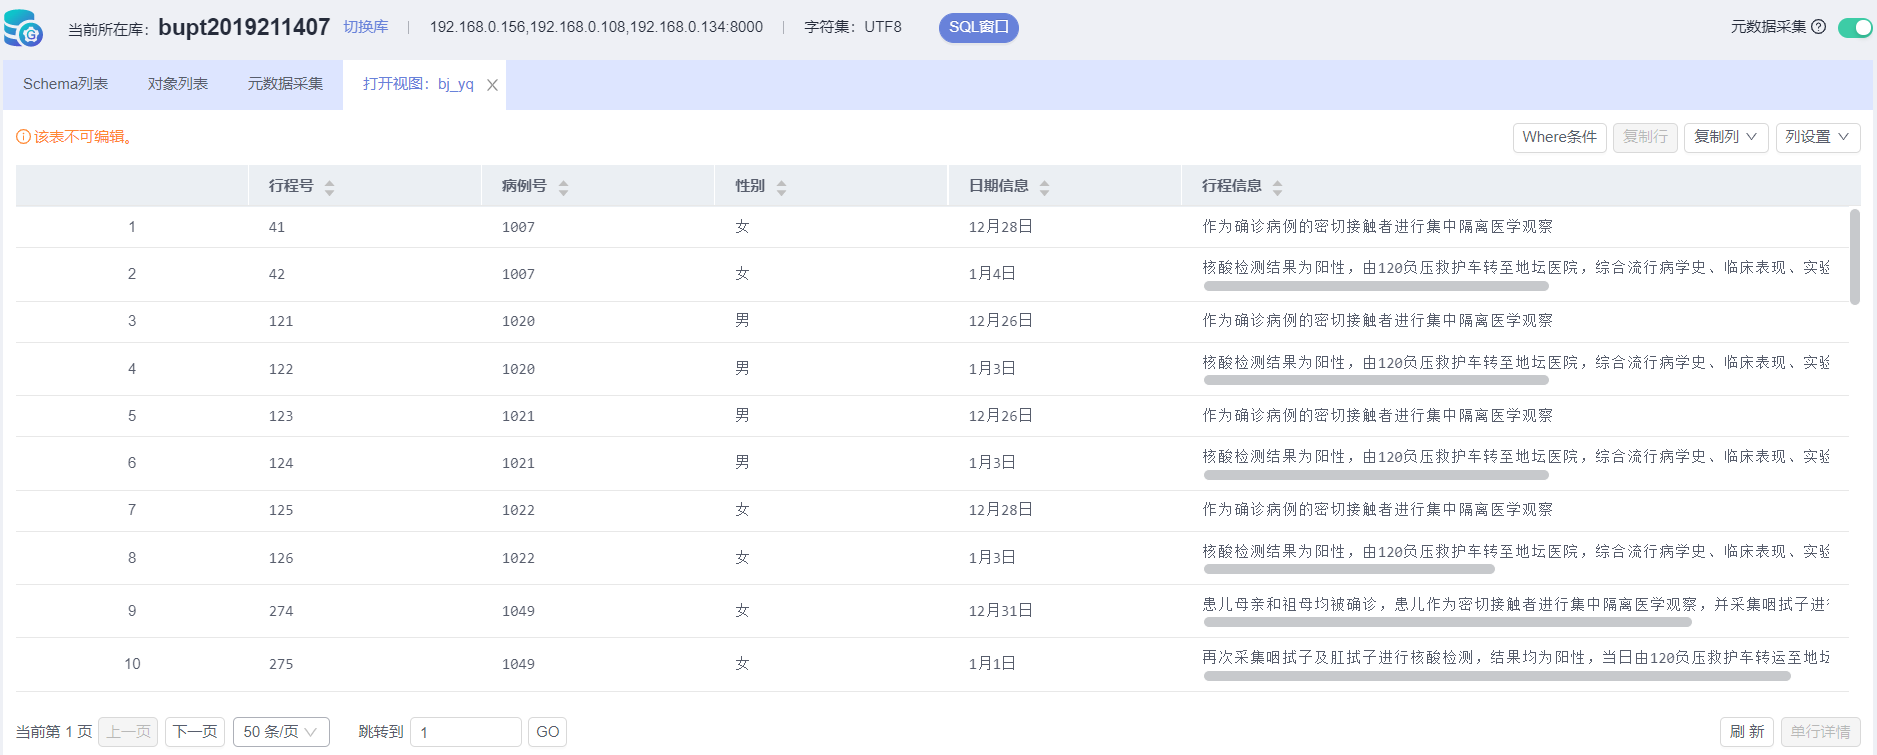 当前所在库：bupt2019211407 切换库 | 192.168.0.156,192.168.0.108,192.168.0.134:8000 | 字符集：UTF8 SQL窗口 元数据采集
Schema列表 对象列表 元数据采集 打开视图：bj_yq
该表不可编辑。 Where条件 复制行 复制列 列设置
行程号 病例号 性别 日期信息 行程信息
1 41 1007 女 12月28日 作为确诊病例的密切接触者进行集中隔离医学观察
2 42 1007 女 1月4日 核酸检测结果为阳性，由120负压救护车转至地坛医院，综合流行病学史、临床表现、实验
3 121 1020 男 12月26日 作为确诊病例的密切接触者进行集中隔离医学观察
4 122 1020 男 1月3日 核酸检测结果为阳性，由120负压救护车转至地坛医院，综合流行病学史、临床表现、实验
5 123 1021 男 12月26日 作为确诊病例的密切接触者进行集中隔离医学观察
6 124 1021 男 1月3日 核酸检测结果为阳性，由120负压救护车转至地坛医院，综合流行病学史、临床表现、实验
7 125 1022 女 12月28日 作为确诊病例的密切接触者进行集中隔离医学观察
8 126 1022 女 1月3日 核酸检测结果为阳性，由120负压救护车转至地坛医院，综合流行病学史、临床表现、实验
9 274 1049 女 12月31日 患儿母亲和祖母均被确诊，患儿作为密切接触者进行集中隔离医学观察，并采集咽拭子进行
10 275 1049 女 1月1日 再次采集咽拭子及肛拭子进行核酸检测，结果均为阳性，当日由120负压救护车转运至地坛
当前第 1 页 上一页 下一页 50 条/页 跳转到 1 GO 刷 新 单行详情